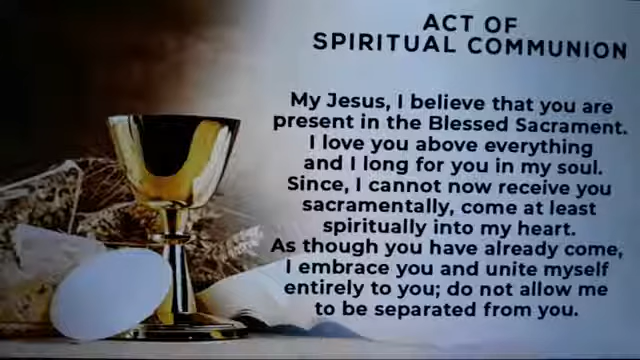 ACT OF
SPIRITUAL COMMUNION
My Jesus, I believe that you are
present in the Blessed Sacrament.
I love you above everything
and I long for you in my soul.
Since, I cannot now receive you
sacramentally, come at least
spiritually into my heart.
As though you have already come,
I embrace you and unite myself
entirely to you; do not allow me
to be separated from you.